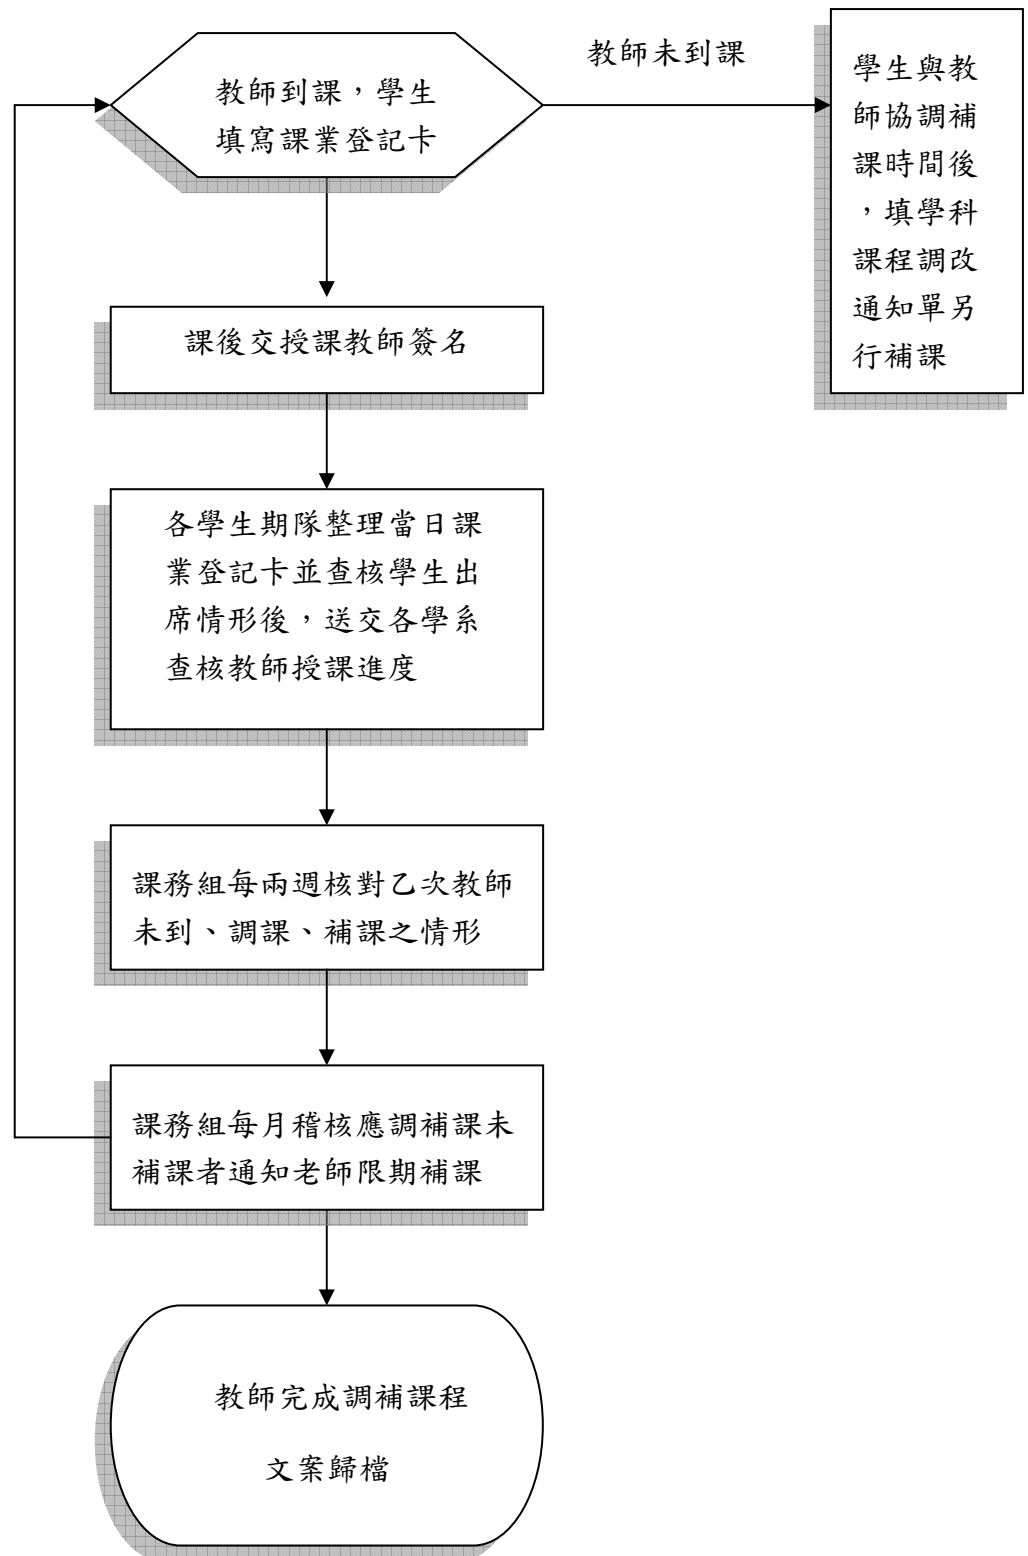 教師到課，學生
填寫課業登記卡
教師未到課
學生與教
師協調補
課時間後
，填學科
課程調改
通知單另
行補課
課後交授課教師簽名
各學生期隊整理當日課
業登記卡並查核學生出
席情形後，送交各學系
查核教師授課進度
課務組每兩週核對乙次教師
未到、調課、補課之情形
課務組每月稽核應調補課未
補課者通知老師限期補課
教師完成調補課程
文案歸檔